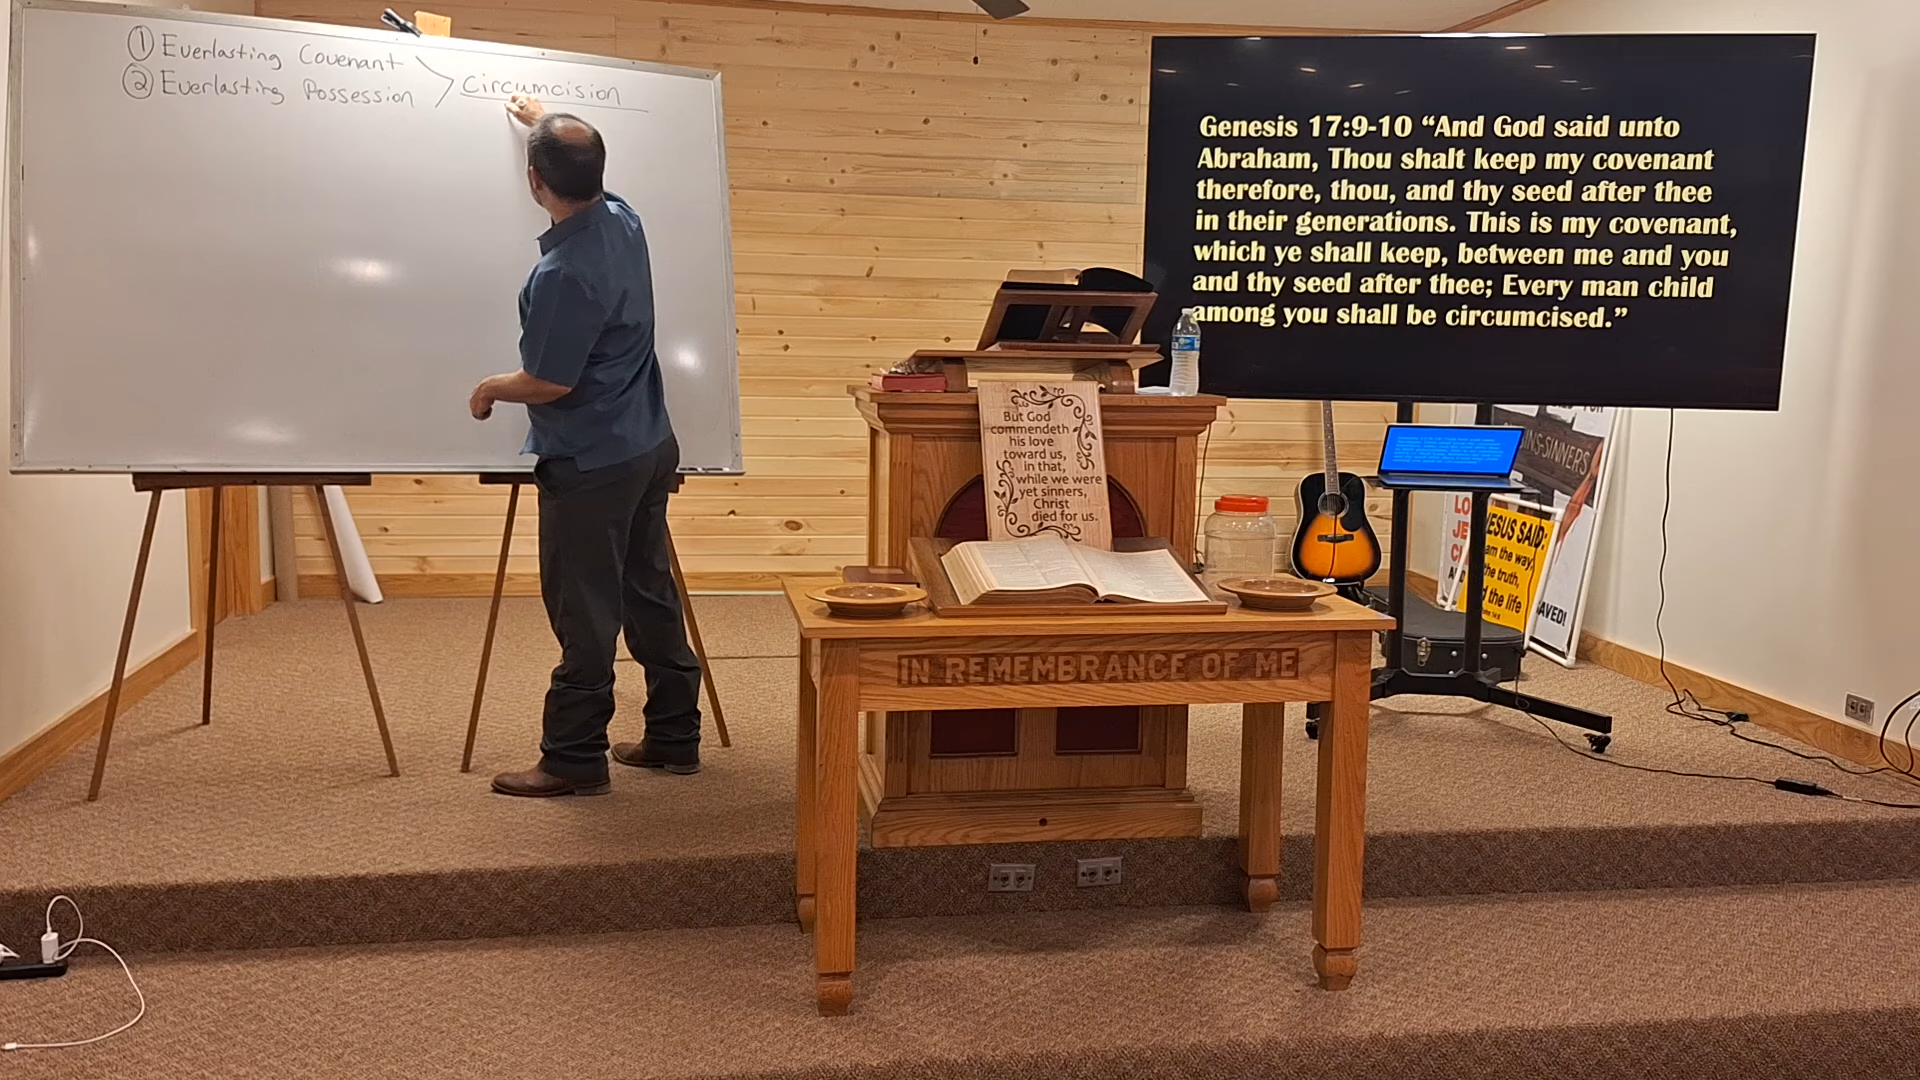 ① Everlasting Covenant
② Everlasting Possession
Circumcision
Genesis 17:9-10 “And God said unto
Abraham, Thou shalt keep my covenant
therefore, thou, and thy seed after thee
in their generations. This is my covenant,
which ye shall keep, between me and you
and thy seed after thee; Every man child
among you shall be circumcised.”
But God
commendeth
his love
toward us,
in that,
while we were
yet sinners,
Christ
died for us.
IN REMEMBRANCE OF ME
SINNERS
LO
JE
JESUS SAID:
am the way,
the truth,
the life
AVED!